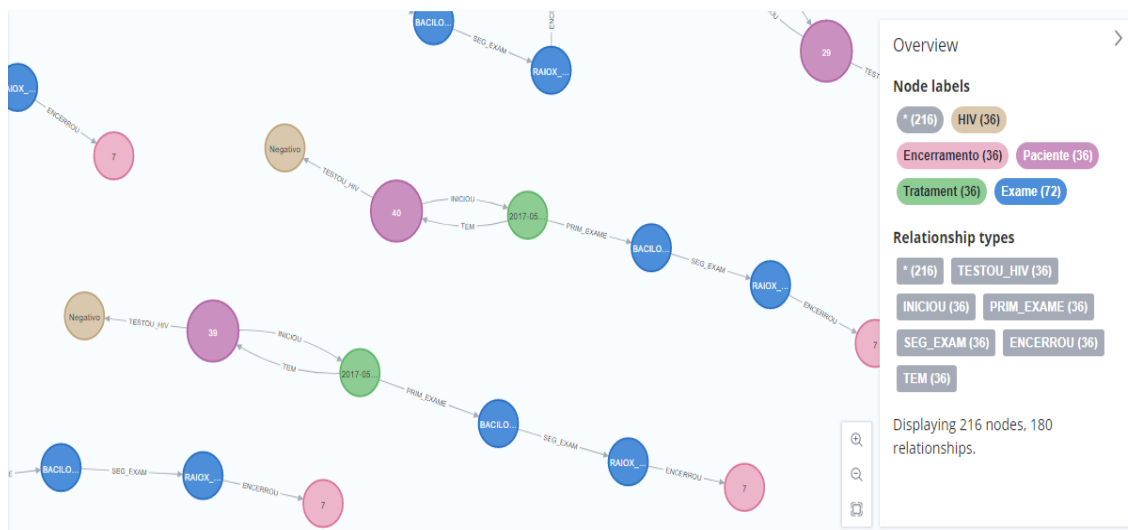 BACILO...
SEG_EXAM
RAIOX_...
29
ENCERROU
7
Negativo
TESTOU_HIV
40
INICIOU
TEM
2017-05...
PRIM_EXAME
BACILO...
SEG_EXAM
RAIOX_...
ENCERROU
7
Negativo
TESTOU_HIV
39
INICIOU
TEM
2017-05...
PRIM_EXAME
BACILO...
SEG_EXAM
RAIOX_...
ENCERROU
7
BACILO...
SEG_EXAM
RAIOX_...
ENCERROU
7
Overview
Node labels
* (216) HIV (36)
Encerramento (36) Paciente (36)
Tratament (36) Exame (72)
Relationship types
* (216) TESTOU_HIV (36)
INICIOU (36) PRIM_EXAME (36)
SEG_EXAM (36) ENCERROU (36)
TEM (36)
Displaying 216 nodes, 180
relationships.